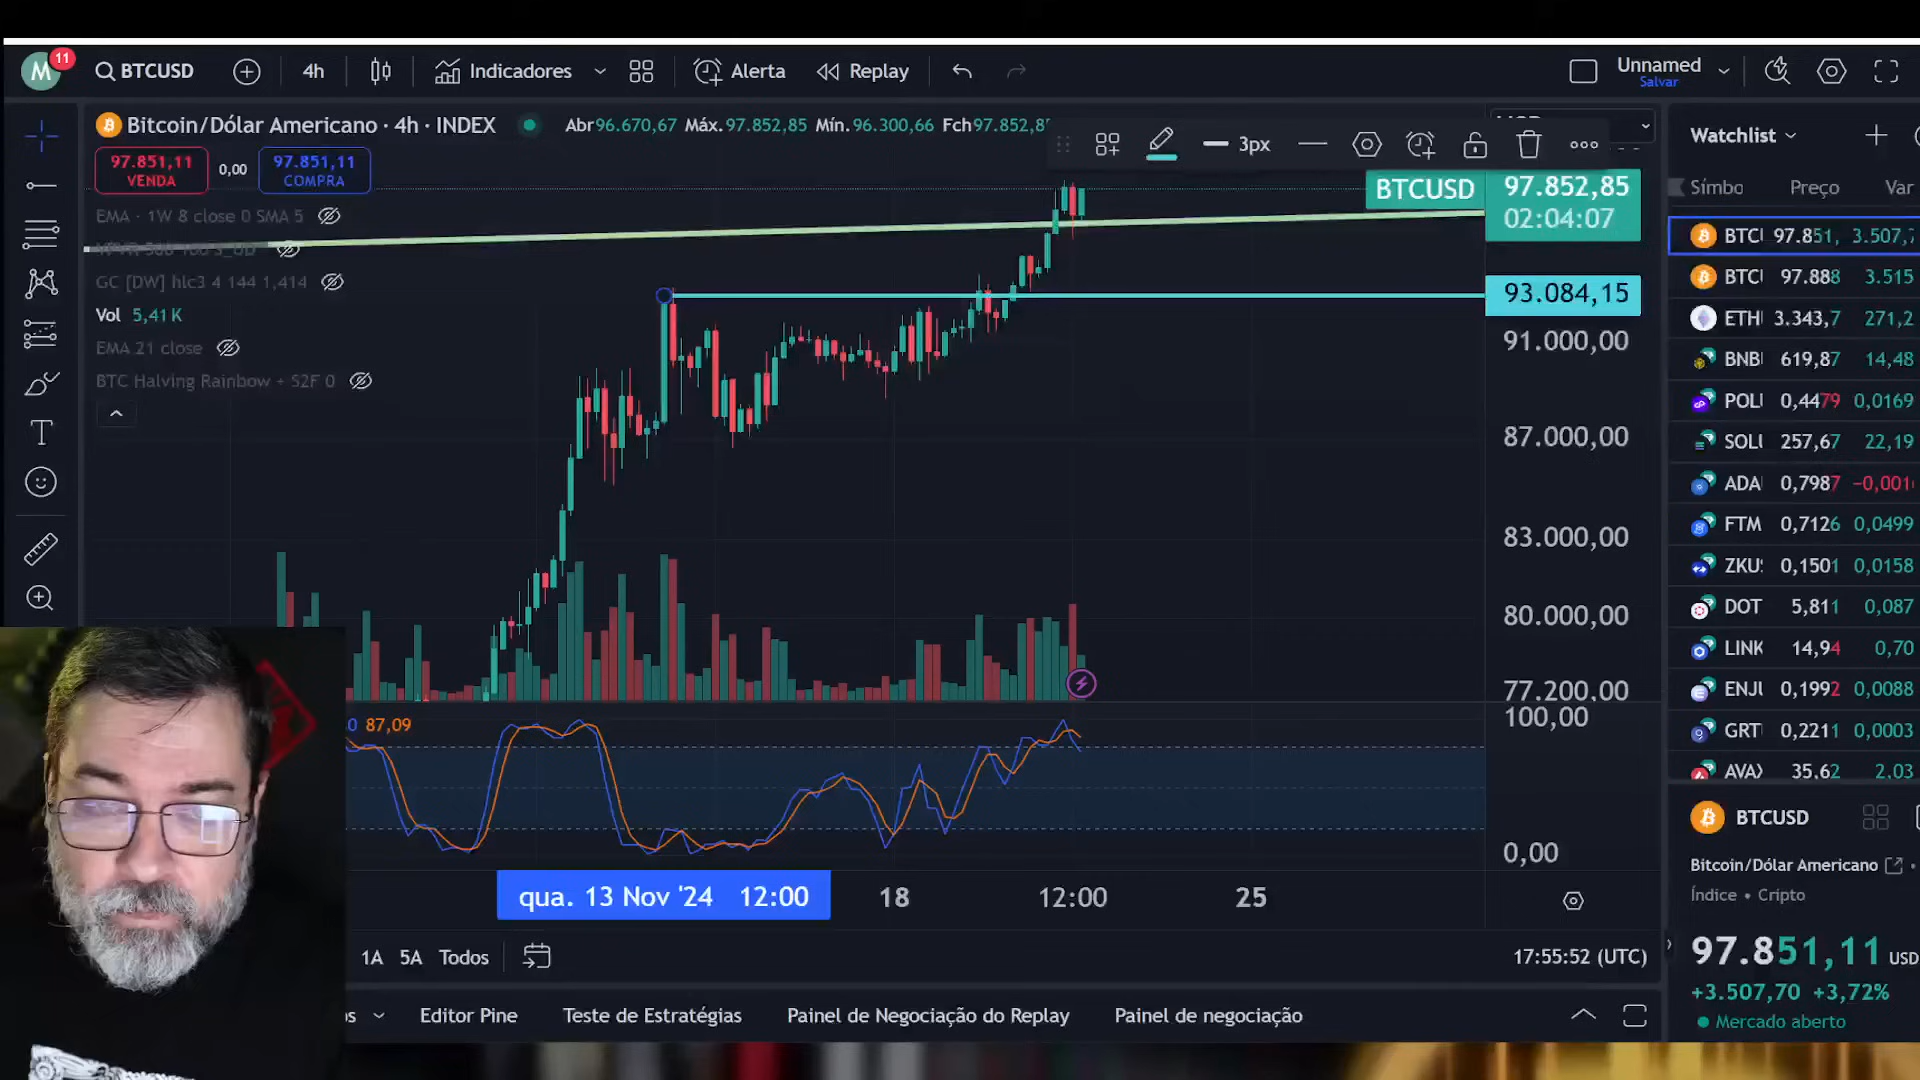 M 11 BTCUSD 4h Indicadores Alerta Replay Unnamed
Salvar
Bitcoin/Dólar Americano · 4h · INDEX Abr96.670,67 Máx.97.852,85 Mín.96.300,66 Fch97.852,8
97.851,11 VENDA 0,00 97.851,11 COMPRA
3px
EMA · 1W 8 close 0 SMA 5
GC [DW] hlc3 4 144 1,414
Vol 5,41 K
EMA 21 close
BTC Halving Rainbow + S2F 0
BTCUSD 97.852,85
02:04:07
93.084,15
91.000,00
87.000,00
83.000,00
80.000,00
77.200,00
100,00
0,00
0 87,09
qua. 13 Nov '24 12:00 18 12:00 25
1A 5A Todos 17:55:52 (UTC)
s Editor Pine Teste de Estratégias Painel de Negociação do Replay Painel de negociação
Watchlist
Símbo Preço Var
BTC 97.851, 3.507,7
BTC 97.888 3.515
ETH 3.343,7 271,2
BNB 619,87 14,48
POL 0,4479 0,0169
SOL 257,67 22,19
ADA 0,7987 −0,001
FTM 0,7126 0,0499
ZKU 0,1501 0,0158
DOT 5,811 0,087
LINK 14,94 0,70
ENJ 0,1992 0,0088
GRT 0,2211 0,0003
AVAX 35,62 2,03
BTCUSD
Bitcoin/Dólar Americano
Índice • Cripto
97.851,11 USD
+3.507,70 +3,72%
Mercado aberto